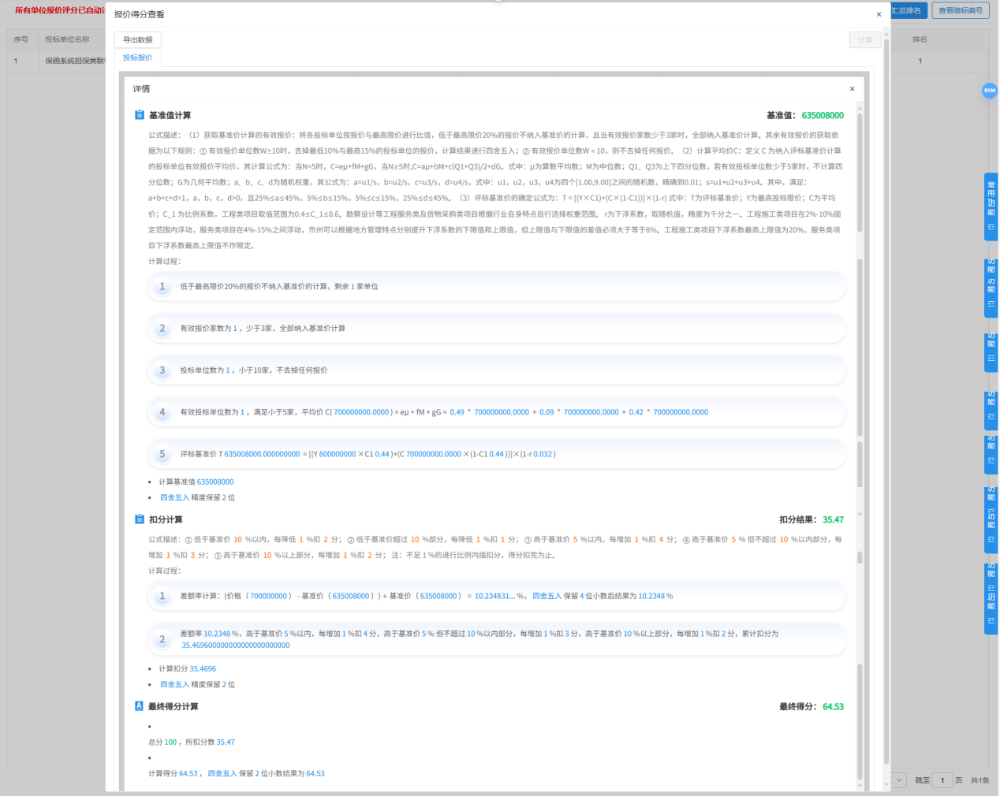 所有单位报价评分已自动计
报价得分查看
×
汇总排名
查看暗标编号
序号
投标单位名称
排名
1
保函系统担保类联
1
导出数据
计算
投标报价
详情
×
基准值计算
基准值： 635008000
公式描述：（1）获取基准价计算的有效报价：将各投标单位按报价与最高限价进行比值，低于最高限价20%的报价不纳入基准价的计算，且当有效报价家数少于3家时，全部纳入基准价计算。其余有效报价的获取依
据为以下规则：① 有效报价单位数W≥10时，去掉最低10%与最高15%的投标单位的报价，计算结果进行四舍五入；② 有效报价单位数W < 10，则不去掉任何报价。（2）计算平均价C：定义 C 为纳入评标基准价计算
的投标单位有效报价平均价，其计算公式为：当N<5时，C=eμ+fM+gG，当N≥5时,C=aμ+bM+c(Q1+Q3)/2+dG。式中：μ为算数平均数；M为中位数；Q1、Q3为上下四分位数，若有效投标单位数少于5家时，不计算四
分位数；G为几何平均数；a、b、c、d为随机权重，其公式为：a=u1/s，b=u2/s，c=u3/s，d=u4/s，式中：u1，u2，u3，u4为四个[1.00,9.00]之间的随机数，精确到0.01；s=u1+u2+u3+u4。其中，满足：
a+b+c+d=1，a，b，c，d>0，且25%≤a≤45%，5%≤b≤15%，5%≤c≤15%，25%≤d≤45%。（3）评标基准价的确定公式为：T = [(Y×C1)+(C×(1-C1))]×(1-r) 式中：T为评标基准价；Y为最高投标限价；C为平均
价；C_1 为比例系数，工程类项目取值范围为0.4≤C_1≤0.6。勘察设计等工程服务类及货物采购类项目根据行业自身特点自行选择权重范围。 r为下浮系数，取随机值，精度为千分之一。工程施工类项目在2%-10%固
定范围内浮动，服务类项目在4%-15%之间浮动，市州可以根据地方管理特点分别提升下浮系数的下限值和上限值，但上限值与下限值的差值必须大于等于8%。工程施工类项目下浮系数最高上限值为20%，服务类项
目下浮系数最高上限值不作限定。
计算过程：
1 低于最高限价20%的报价不纳入基准价的计算，剩余 1 家单位
2 有效报价家数为 1 ，少于3家，全部纳入基准价计算
3 投标单位数为 1 ，小于10家，不去掉任何报价
4 有效投标单位数为 1 ，满足小于5家，平均价 C( 700000000.0000 ) = eμ + fM + gG = 0.49 * 700000000.0000 + 0.09 * 700000000.0000 + 0.42 * 700000000.0000
5 评标基准价 T 635008000.000000000 = [(Y 600000000 ×C1 0.44 )+(C 700000000.0000 ×(1-C1 0.44 ))]×(1-r 0.032 )
• 计算基准值 635008000
• 四舍五入 精度保留 2 位
扣分计算
扣分结果： 35.47
公式描述：① 低于基准价 10 %以内，每降低 1 %扣 2 分；② 低于基准价超过 10 %部分，每降低 1 %扣 1 分；③ 高于基准价 5 %以内，每增加 1 %扣 4 分；④ 高于基准价 5 % 但不超过 10 %以内部分，每
增加 1 %扣 3 分；⑤ 高于基准价 10 %以上部分，每增加 1 %扣 2 分；注：不足 1 %的进行比例内插扣分，得分扣完为止。
计算过程：
1 差额率计算：(价格（ 700000000 ） - 基准价（ 635008000 ）) ÷ 基准价（ 635008000 ） = 10.234831... %， 四舍五入 保留 4 位小数后结果为 10.2348 %
2 差额率 10.2348 %，高于基准价 5 %以内，每增加 1 %扣 4 分，高于基准价 5 % 但不超过 10 %以内部分，每增加 1 %扣 3 分，高于基准价 10 %以上部分，每增加 1 %扣 2 分，累计扣分为
35.469600000000000000000000
• 计算扣分 35.4696
• 四舍五入 精度保留 2 位
最终得分计算
最终得分： 64.53
•
总分 100 ，所扣分数 35.47
•
计算得分 64.53 ， 四舍五入 保留 2 位小数结果为 64.53
81M
常用功能
功能
功能
功能
功能
功能
功能
功能
功能
功能
跳至 1 页 共1条